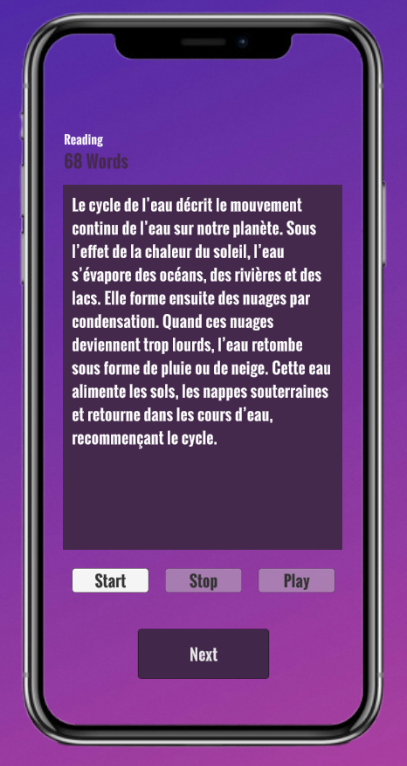 Reading
68 Words
Le cycle de l'eau décrit le mouvement
continu de l'eau sur notre planète. Sous
l'effet de la chaleur du soleil, l'eau
s'évapore des océans, des rivières et des
lacs. Elle forme ensuite des nuages par
condensation. Quand ces nuages
deviennent trop lourds, l'eau retombe
sous forme de pluie ou de neige. Cette eau
alimente les sols, les nappes souterraines
et retourne dans les cours d'eau,
recommençant le cycle.
Start Stop Play
Next